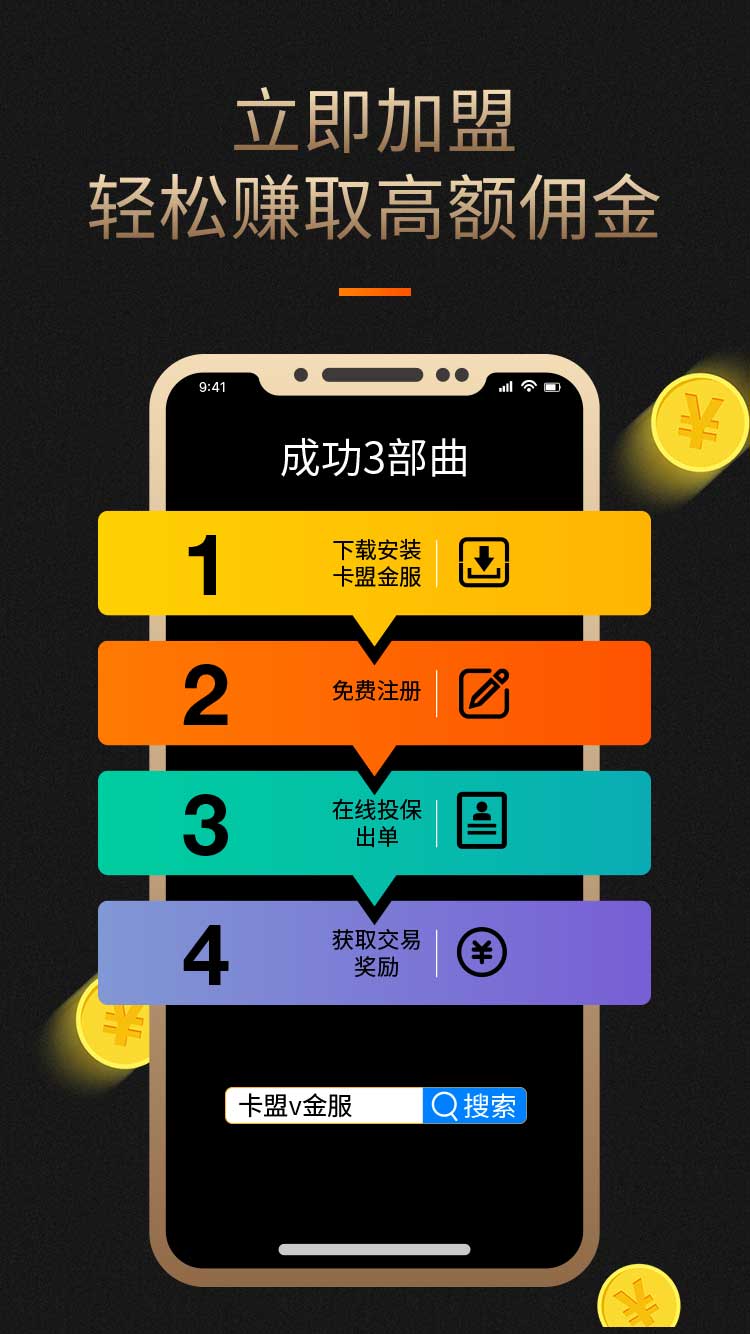 立即加盟
轻松赚取高额佣金
9:41
成功3部曲
1
下载安装
卡盟金服
2
免费注册
3
在线投保
出单
4
获取交易
奖励
卡盟v金服
搜索